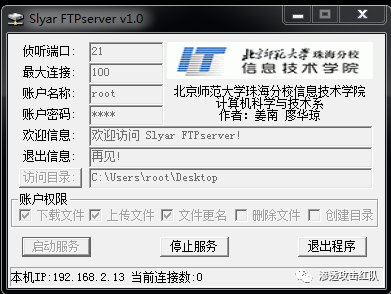 Slyar FTPserver v1.0
侦听端口: 21
最大连接: 100
账户名称: root
账户密码: ****
欢迎信息: 欢迎访问 Slyar FTPserver!
退出信息: 再见!
访问目录: C:\Users\root\Desktop
IT 北京师范大学 珠海分校
信息技术学院
北京师范大学珠海分校信息技术学院
计算机科学与技术系
作者: 姜南 廖华琼
账户权限
下载文件 上传文件 文件更名 删除文件 创建目录
启动服务 停止服务 退出程序
本机IP:192.168.2.13 当前连接数:0
渗透攻击红队